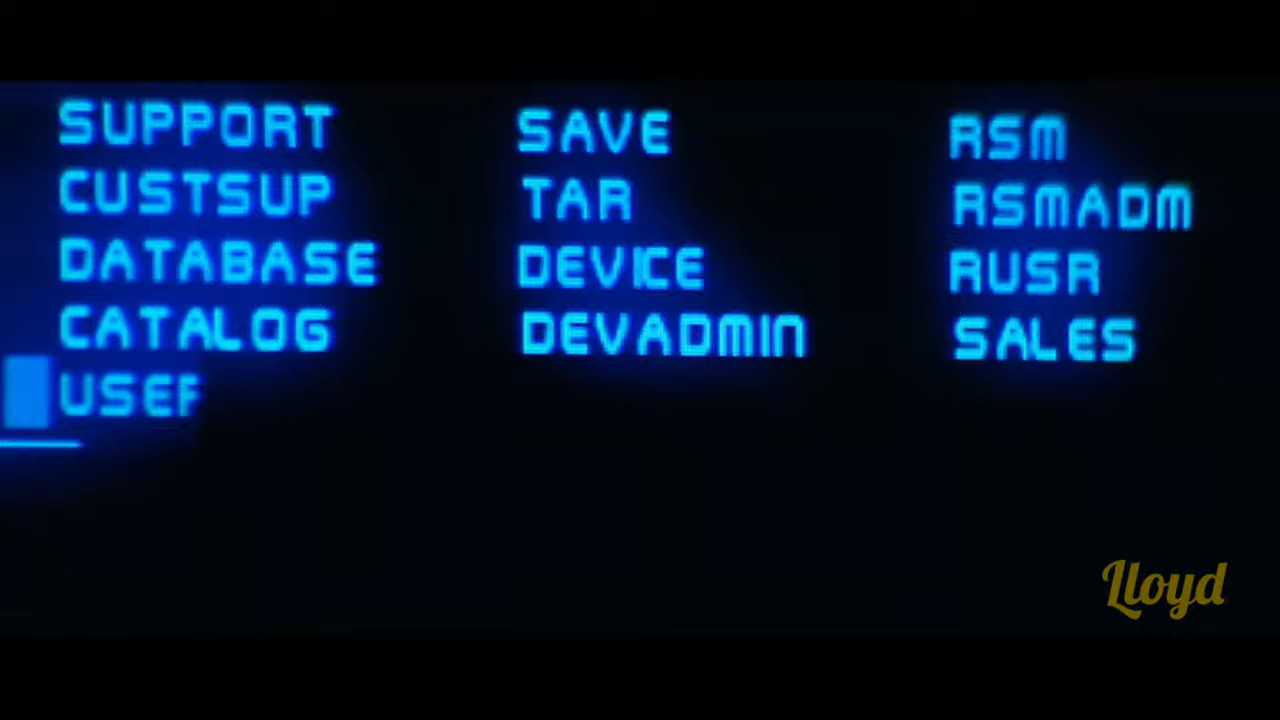 SUPPORT SAVE RSM
CUSTSUP TAR RSMADM
DATABASE DEVICE RUSR
CATALOG DEVADMIN SALES
USEF
Lloyd